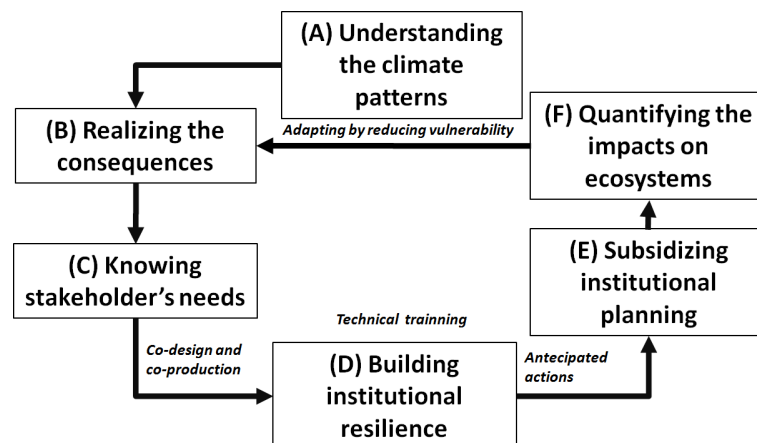 (A) Understanding
the climate
patterns
(B) Realizing the
consequences
Adapting by reducing vulnerability
(F) Quantifying the
impacts on
ecosystems
(C) Knowing
stakeholder's needs
(E) Subsidizing
institutional
planning
Technical trainning
Co-design and
co-production
(D) Building
institutional
resilience
Antecipated
actions